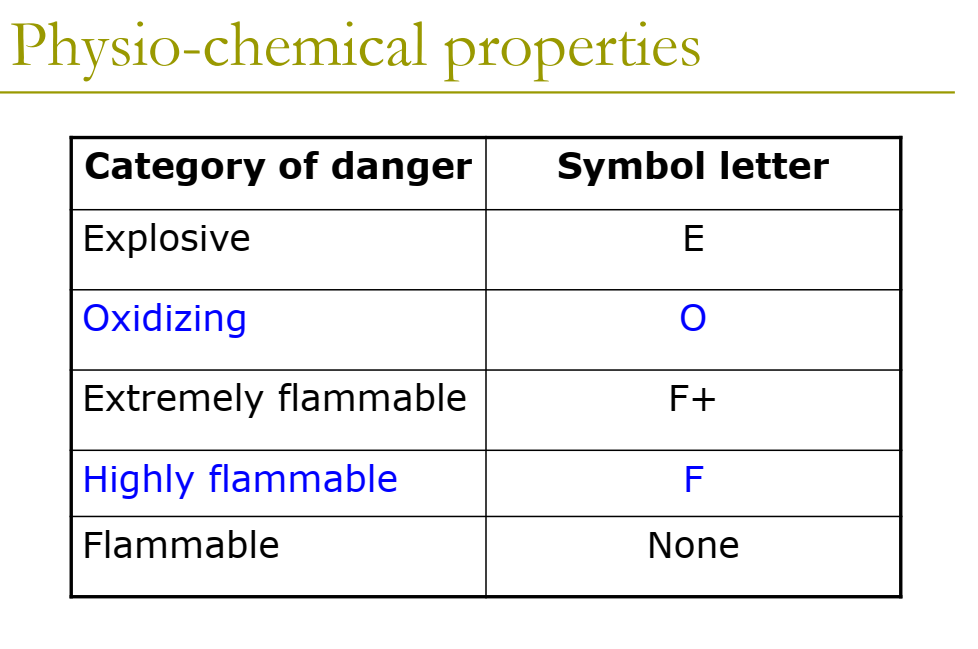 Physio-chemical properties
Category of danger Symbol letter
Explosive E
Oxidizing O
Extremely flammable F+
Highly flammable F
Flammable None